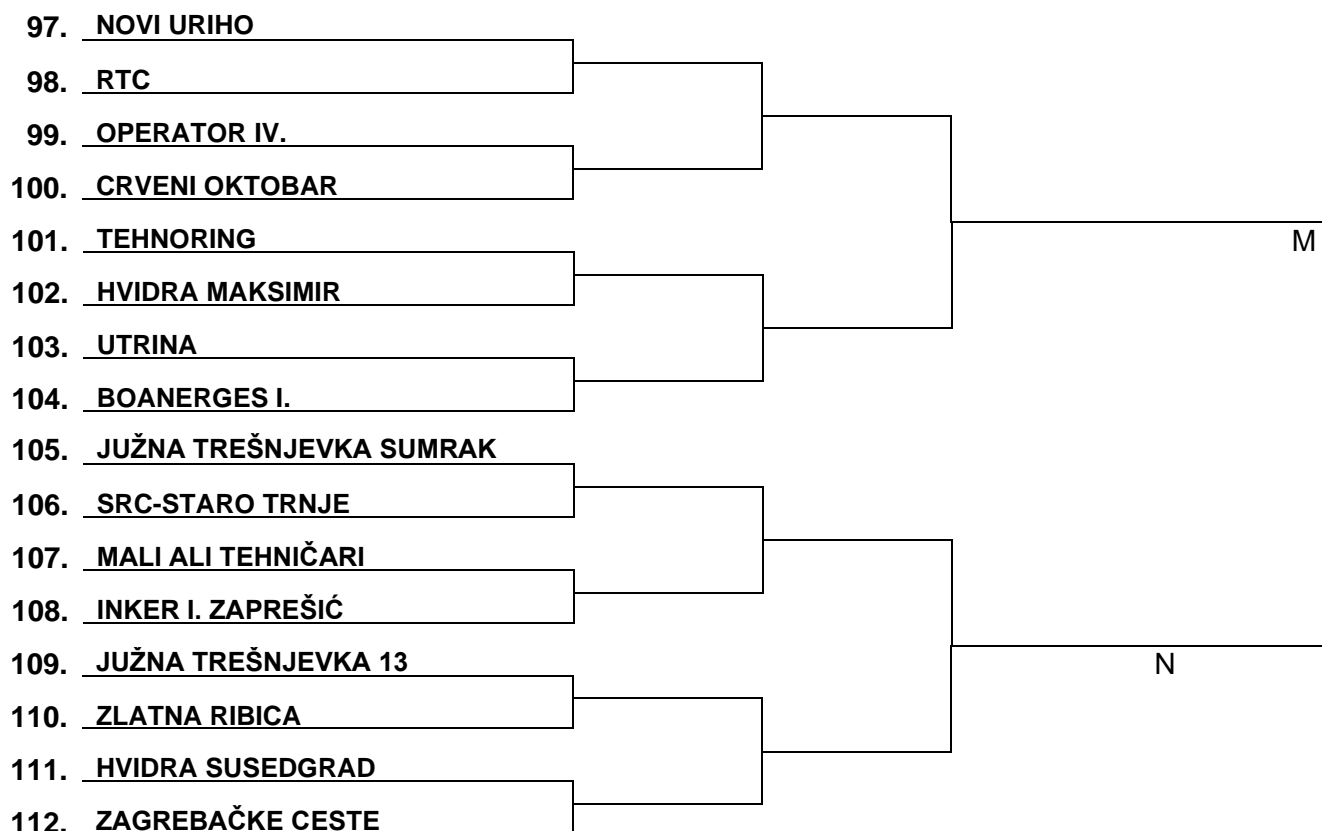 97. NOVI URIHO
98. RTC
99. OPERATOR IV.
100. CRVENI OKTOBAR
101. TEHNORING
M
102. HVIDRA MAKSIMIR
103. UTRINA
104. BOANERGES I.
105. JUŽNA TREŠNJEVKA SUMRAK
106. SRC-STARO TRNJE
107. MALI ALI TEHNIČARI
108. INKER I. ZAPREŠIĆ
109. JUŽNA TREŠNJEVKA 13
N
110. ZLATNA RIBICA
111. HVIDRA SUSEDGRAD
112. ZAGREBAČKE CESTE